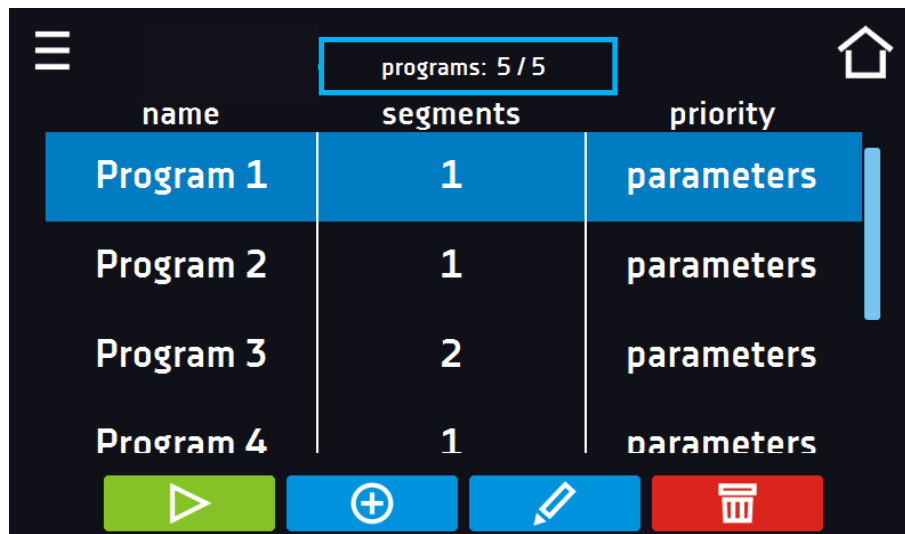 programs: 5 / 5
name segments priority
Program 1 1 parameters
Program 2 1 parameters
Program 3 2 parameters
Program 4 1 parameters